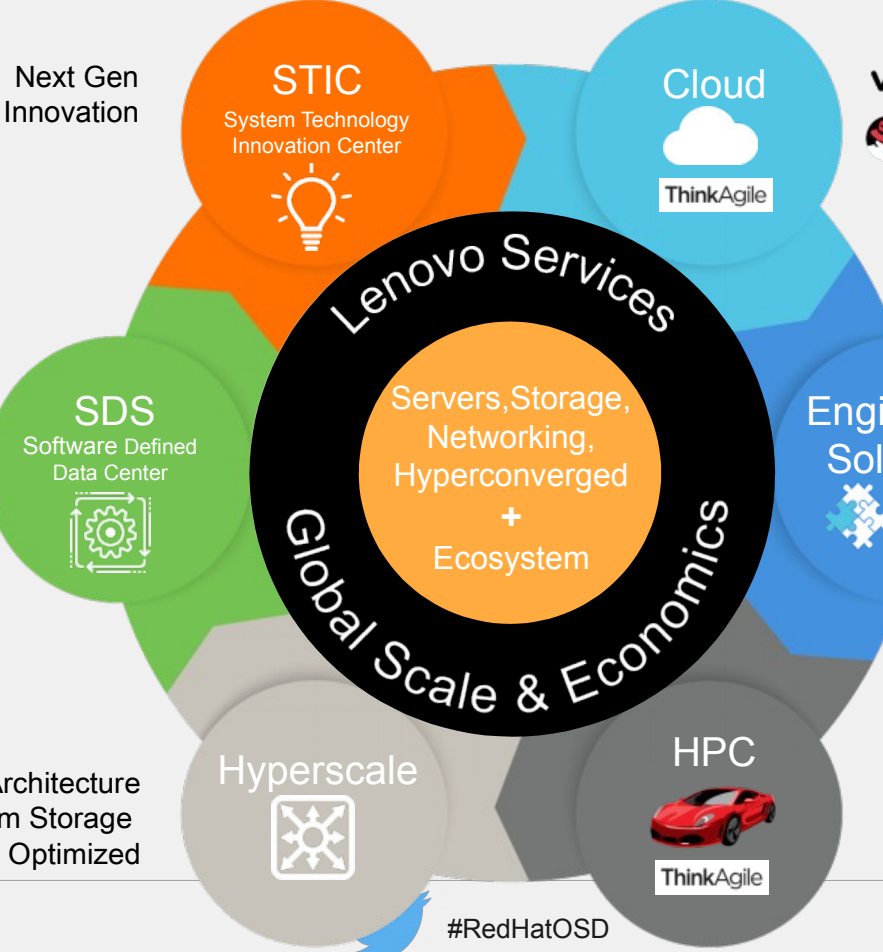 Next Gen
Innovation
STIC
System Technology
Innovation Center
Cloud
ThinkAgile
Lenovo Services
Servers,Storage,
Networking,
Hyperconverged
+
Ecosystem
Global Scale & Economics
SDS
Software Defined
Data Center
Hyperscale
HPC
ThinkAgile
Storage
Optimized
#RedHatOSD